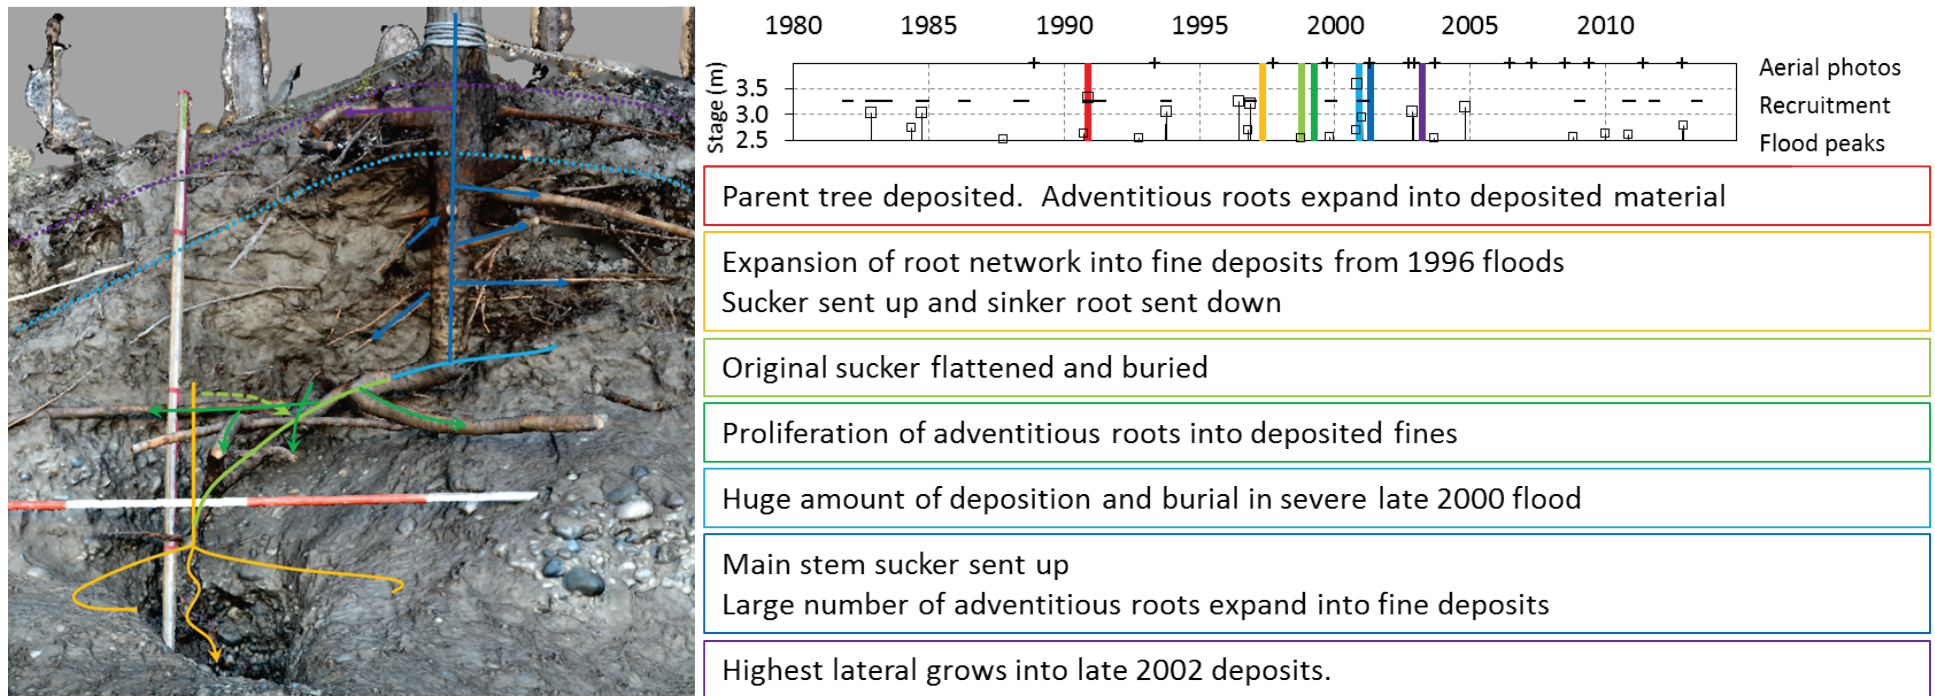 1980 1985 1990 1995 2000 2005 2010
Aerial photos
Stage (m)
3.5
Recruitment
3.0
2.5
Flood peaks
Parent tree deposited. Adventitious roots expand into deposited material
Expansion of root network into fine deposits from 1996 floods
Sucker sent up and sinker root sent down
Original sucker flattened and buried
Proliferation of adventitious roots into deposited fines
Huge amount of deposition and burial in severe late 2000 flood
Main stem sucker sent up
Large number of adventitious roots expand into fine deposits
Highest lateral grows into late 2002 deposits.